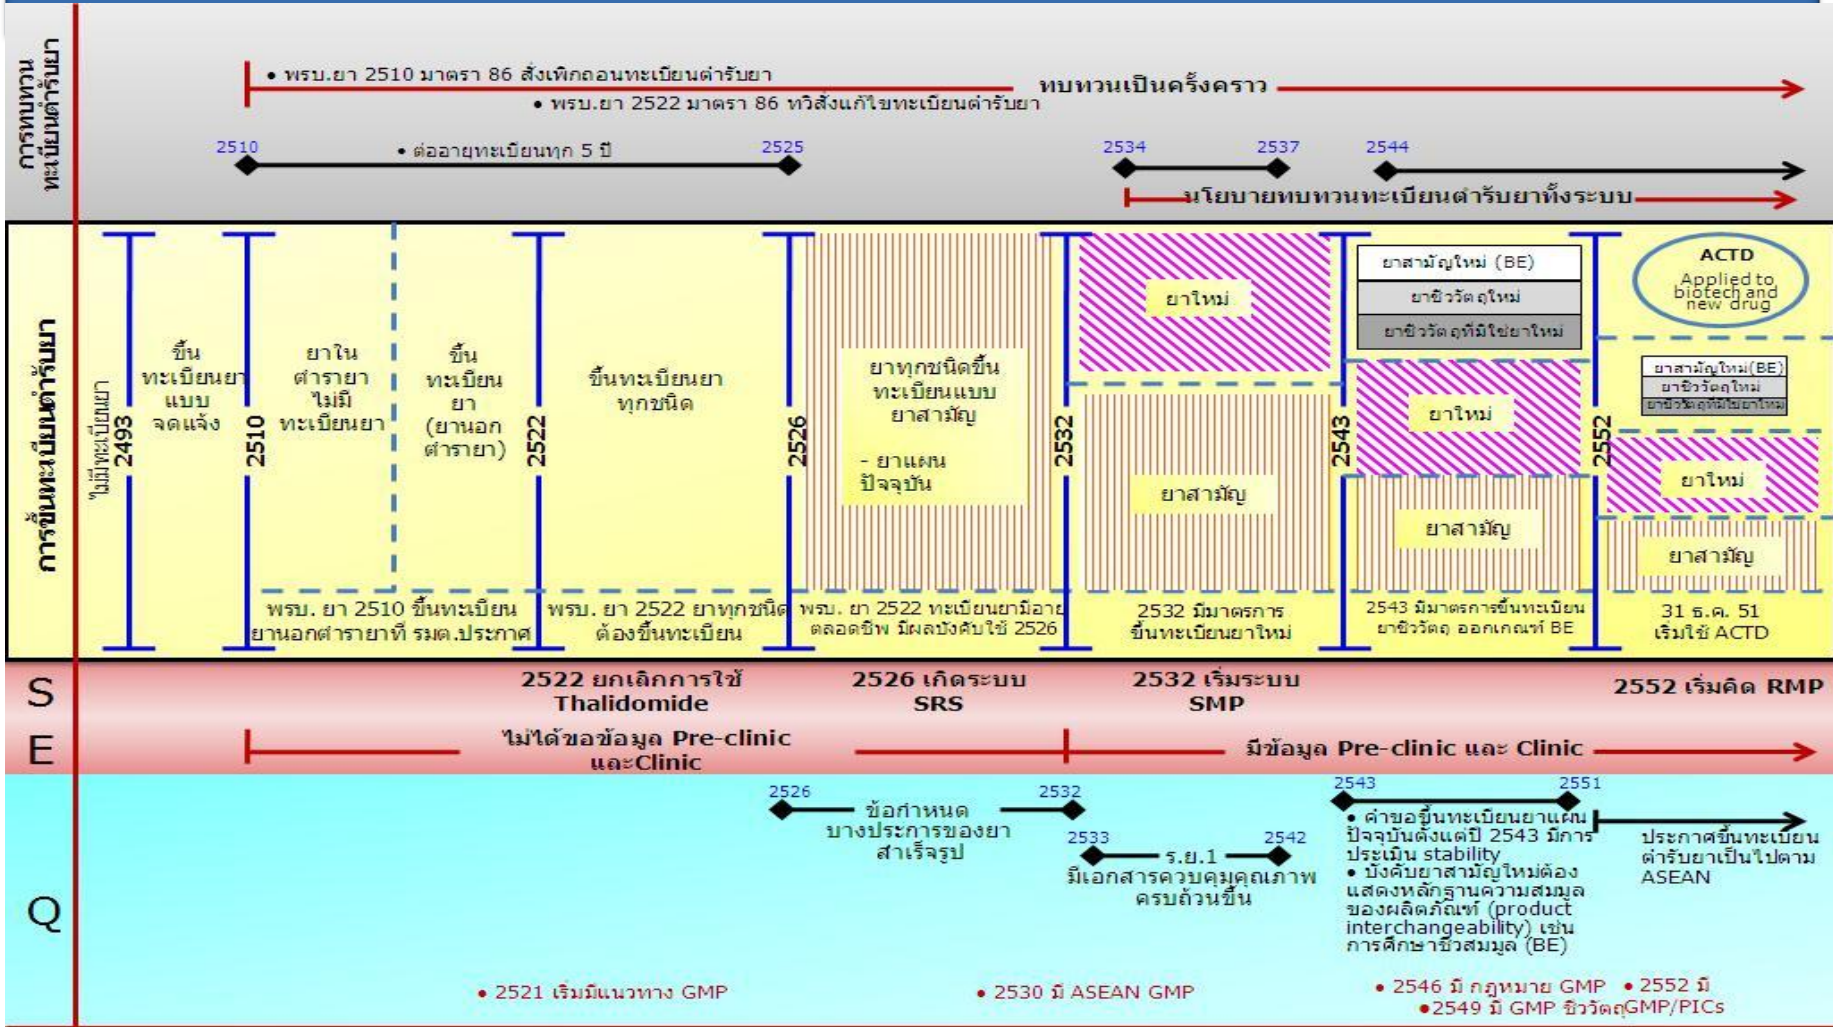 การทบทวน
ทะเบียนตำรับยา
• พรบ.ยา 2510 มาตรา 86 สั่งเพิกถอนทะเบียนตำรับยา
• พรบ.ยา 2522 มาตรา 86 ทวิสั่งแก้ไขทะเบียนตำรับยา
ทบทวนเป็นครั้งคราว
2510
• ต่ออายุทะเบียนทุก 5 ปี
2525
2534
2537
2544
นโยบายทบทวนทะเบียนตำรับยาทั้งระบบ
การขึ้นทะเบียนตำรับยา
ไม่มีทะเบียนยา
2493
ขึ้น
ทะเบียนยา
แบบ
จดแจ้ง
2510
ยาใน
ตำรายา
ไม่มี
ทะเบียนยา
ขึ้น
ทะเบียน
ยา
(ยานอก
ตำรายา)
พรบ. ยา 2510 ขึ้นทะเบียน
ยานอกตำรายาที่ รมต.ประกาศ
2522
ขึ้นทะเบียนยา
ทุกชนิด
พรบ. ยา 2522 ยาทุกชนิด
ต้องขึ้นทะเบียน
2526
ยาทุกชนิดขึ้น
ทะเบียนแบบ
ยาสามัญ
- ยาแผน
ปัจจุบัน
พรบ. ยา 2522 ทะเบียนยามีอายุ
ตลอดชีพ มีผลบังคับใช้ 2526
2532
ยาใหม่
ยาสามัญ
2532 มีมาตรการ
ขึ้นทะเบียนยาใหม่
2543
ยาสามัญใหม่ (BE)
ยาชีววัตถุใหม่
ยาชีววัตถุที่มิใช่ยาใหม่
ยาใหม่
ยาสามัญ
2543 มีมาตรการขึ้นทะเบียน
ยาชีววัตถุ ออกเกณฑ์ BE
2552
ACTD
Applied to
biotech and
new drug
ยาสามัญใหม่(BE)
ยาชีววัตถุใหม่
ยาชีววัตถุที่มิใช่ยาใหม่
ยาใหม่
ยาสามัญ
31 ธ.ค. 51
เริ่มใช้ ACTD
S
2522 ยกเลิกการใช้
Thalidomide
2526 เกิดระบบ
SRS
2532 เริ่มระบบ
SMP
2552 เริ่มคิด RMP
E
ไม่ได้ขอข้อมูล Pre-clinic
และClinic
มีข้อมูล Pre-clinic และ Clinic
Q
2526
2532
ข้อกำหนด
บางประการของยา
สำเร็จรูป
2533
2542
ร.ย.1
มีเอกสารควบคุมคุณภาพ
ครบถ้วนขึ้น
2543
2551
• คำขอขึ้นทะเบียนยาแผน
ปัจจุบันตั้งแต่ปี 2543 มีการ
ประเมิน stability
• บังคับยาสามัญใหม่ต้อง
แสดงหลักฐานความสมมูล
ของผลิตภัณฑ์ (product
interchangeability) เช่น
การศึกษาชีวสมมูล (BE)
ประกาศขึ้นทะเบียน
ตำรับยาเป็นไปตาม
ASEAN
• 2521 เริ่มมีแนวทาง GMP
• 2530 มี ASEAN GMP
• 2546 มี กฎหมาย GMP
•2549 มี GMP ชีววัตถุ
• 2552 มี
GMP/PICs